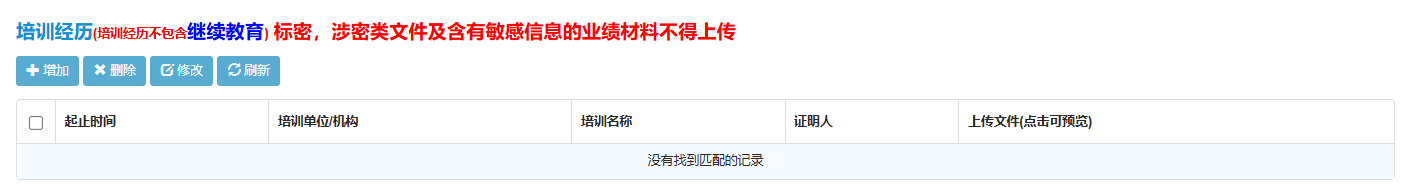 培训经历(培训经历不包含继续教育) 标密，涉密类文件及含有敏感信息的业绩材料不得上传
增加 删除 修改 刷新
起止时间 培训单位/机构 培训名称 证明人 上传文件(点击可预览)
没有找到匹配的记录